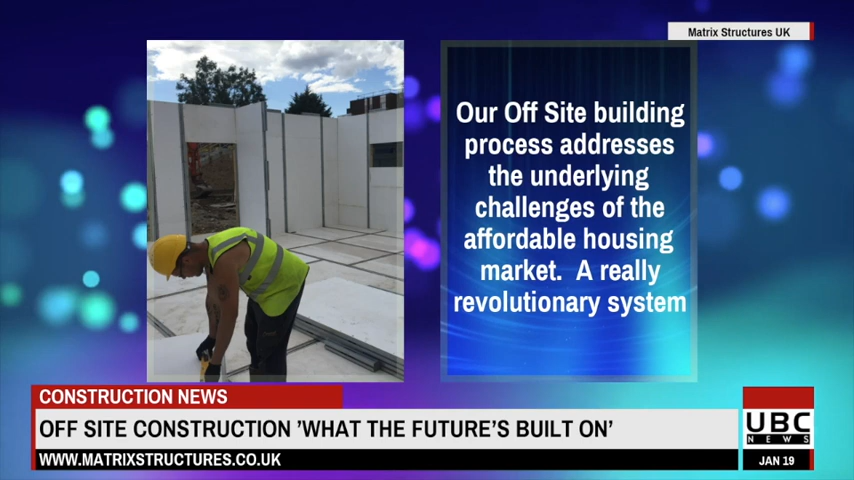 Matrix Structures UK
Our Off Site building
process addresses
the underlying
challenges of the
affordable housing
market. A really
revolutionary system
CONSTRUCTION NEWS
OFF SITE CONSTRUCTION 'WHAT THE FUTURE'S BUILT ON'
WWW.MATRIXSTRUCTURES.CO.UK
UBC
NEWS
JAN 19